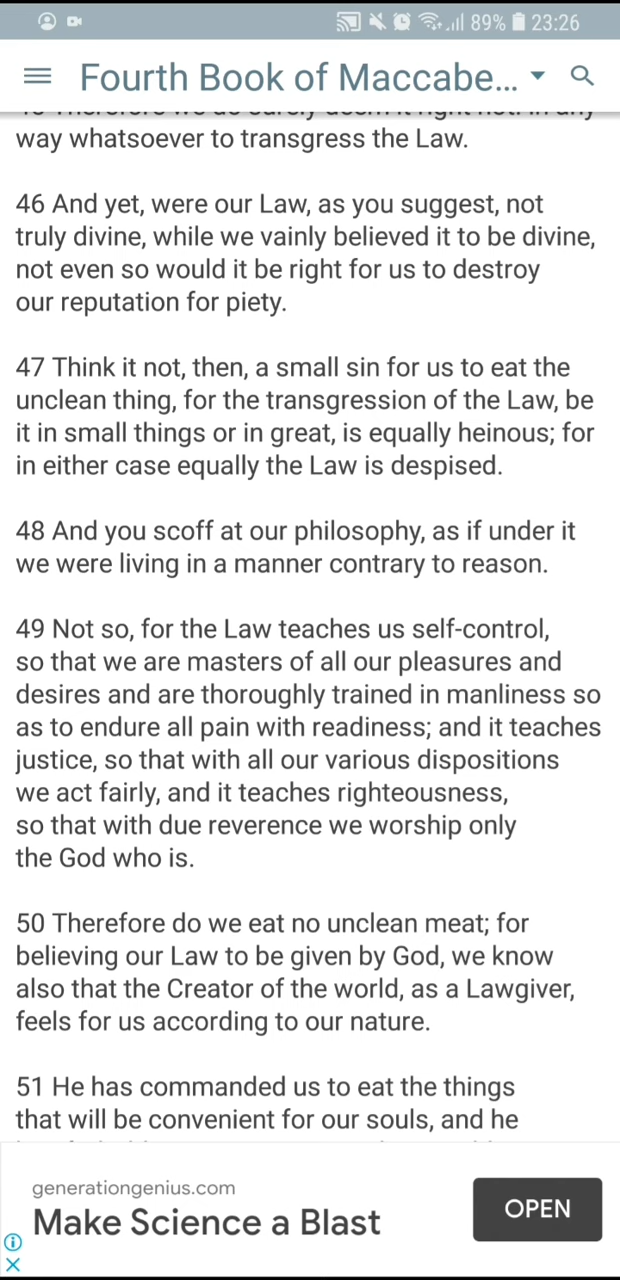 89% 23:26
Fourth Book of Maccabe...
way whatsoever to transgress the Law.
46 And yet, were our Law, as you suggest, not
truly divine, while we vainly believed it to be divine,
not even so would it be right for us to destroy
our reputation for piety.
47 Think it not, then, a small sin for us to eat the
unclean thing, for the transgression of the Law, be
it in small things or in great, is equally heinous; for
in either case equally the Law is despised.
48 And you scoff at our philosophy, as if under it
we were living in a manner contrary to reason.
49 Not so, for the Law teaches us self-control,
so that we are masters of all our pleasures and
desires and are thoroughly trained in manliness so
as to endure all pain with readiness; and it teaches
justice, so that with all our various dispositions
we act fairly, and it teaches righteousness,
so that with due reverence we worship only
the God who is.
50 Therefore do we eat no unclean meat; for
believing our Law to be given by God, we know
also that the Creator of the world, as a Lawgiver,
feels for us according to our nature.
51 He has commanded us to eat the things
that will be convenient for our souls, and he
generationgenius.com
Make Science a Blast
OPEN